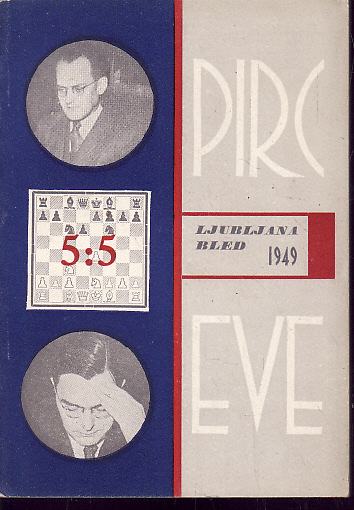 PIRC
5:5
LJUBLJANA
BLED 1949
EVE